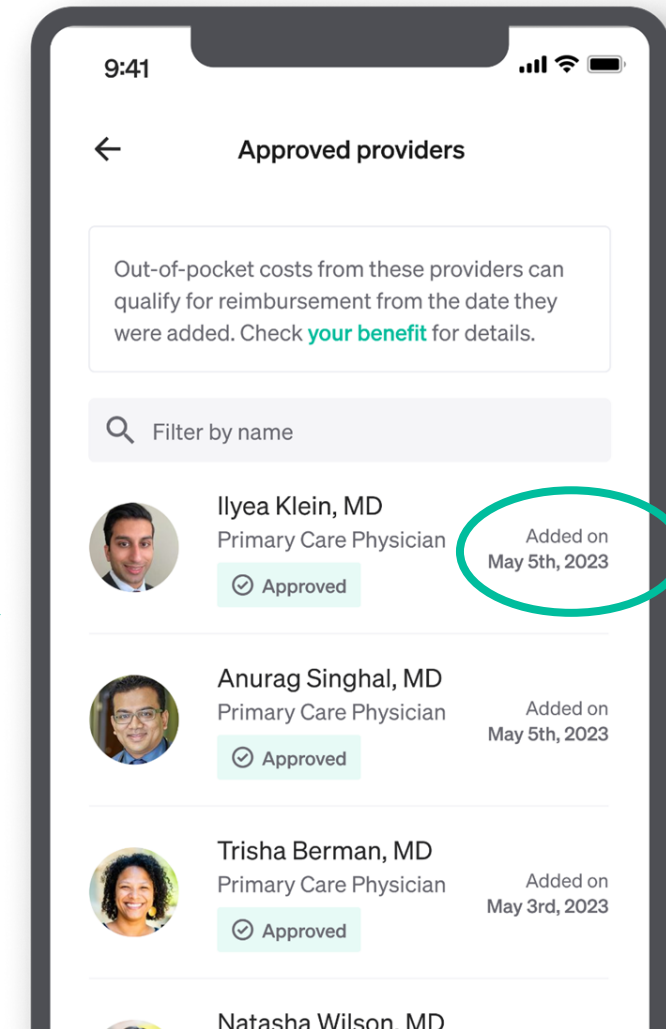 9:41
Approved providers
Out-of-pocket costs from these providers can
qualify for reimbursement from the date they
were added. Check your benefit for details.
Filter by name
Ilyea Klein, MD
Primary Care Physician
Added on
May 5th, 2023
Approved
Anurag Singhal, MD
Primary Care Physician
Added on
May 5th, 2023
Approved
Trisha Berman, MD
Primary Care Physician
Added on
May 3rd, 2023
Approved
Natasha Wilson, MD